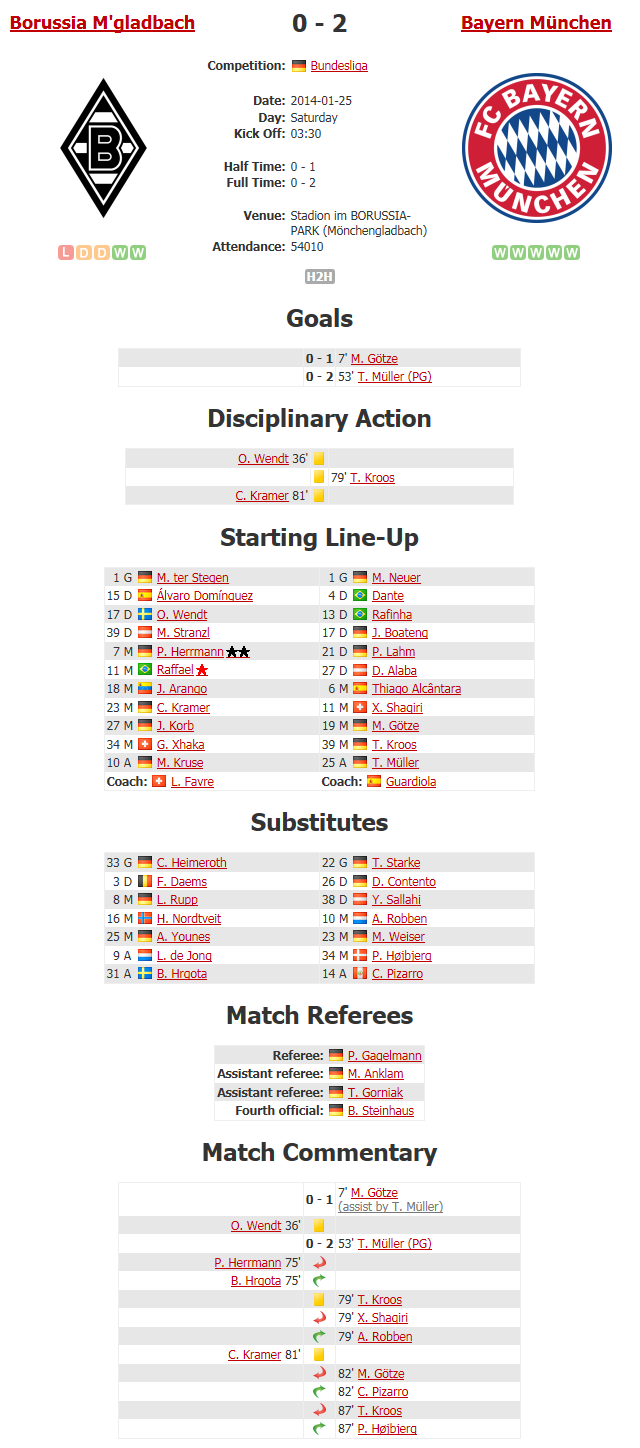 Borussia M'gladbach 0 - 2 Bayern München
Competition: Bundesliga
Date: 2014-01-25
Day: Saturday
Kick Off: 03:30
Half Time: 0 - 1
Full Time: 0 - 2
Venue: Stadion im BORUSSIA-
PARK (Mönchengladbach)
Attendance: 54010
B
FC BAYERN
MÜNCHEN
L D D W W
W W W W W
H2H
Goals
0 - 1 7' M. Götze
0 - 2 53' T. Müller (PG)
Disciplinary Action
O. Wendt 36'
79' T. Kroos
C. Kramer 81'
Starting Line-Up
1 G M. ter Stegen 1 G M. Neuer
15 D Álvaro Domínguez 4 D Dante
17 D O. Wendt 13 D Rafinha
39 D M. Stranzl 17 D J. Boateng
7 M P. Herrmann 21 D P. Lahm
11 M Raffael 27 D D. Alaba
18 M J. Arango 6 M Thiago Alcântara
23 M C. Kramer 11 M X. Shaqiri
27 M J. Korb 19 M M. Götze
34 M G. Xhaka 39 M T. Kroos
10 A M. Kruse 25 A T. Müller
Coach: L. Favre Coach: Guardiola
Substitutes
33 G C. Heimeroth 22 G T. Starke
3 D F. Daems 26 D D. Contento
8 M L. Rupp 38 D Y. Sallahi
16 M H. Nordtveit 10 M A. Robben
25 M A. Younes 23 M M. Weiser
9 A L. de Jong 34 M P. Højbjerg
31 A B. Hrgota 14 A C. Pizarro
Match Referees
Referee: P. Gagelmann
Assistant referee: M. Anklam
Assistant referee: T. Gorniak
Fourth official: B. Steinhaus
Match Commentary
0 - 1 7' M. Götze
(assist by T. Müller)
O. Wendt 36'
0 - 2 53' T. Müller (PG)
P. Herrmann 75'
B. Hrgota 75'
79' T. Kroos
79' X. Shaqiri
79' A. Robben
C. Kramer 81'
82' M. Götze
82' C. Pizarro
87' T. Kroos
87' P. Højbjerg